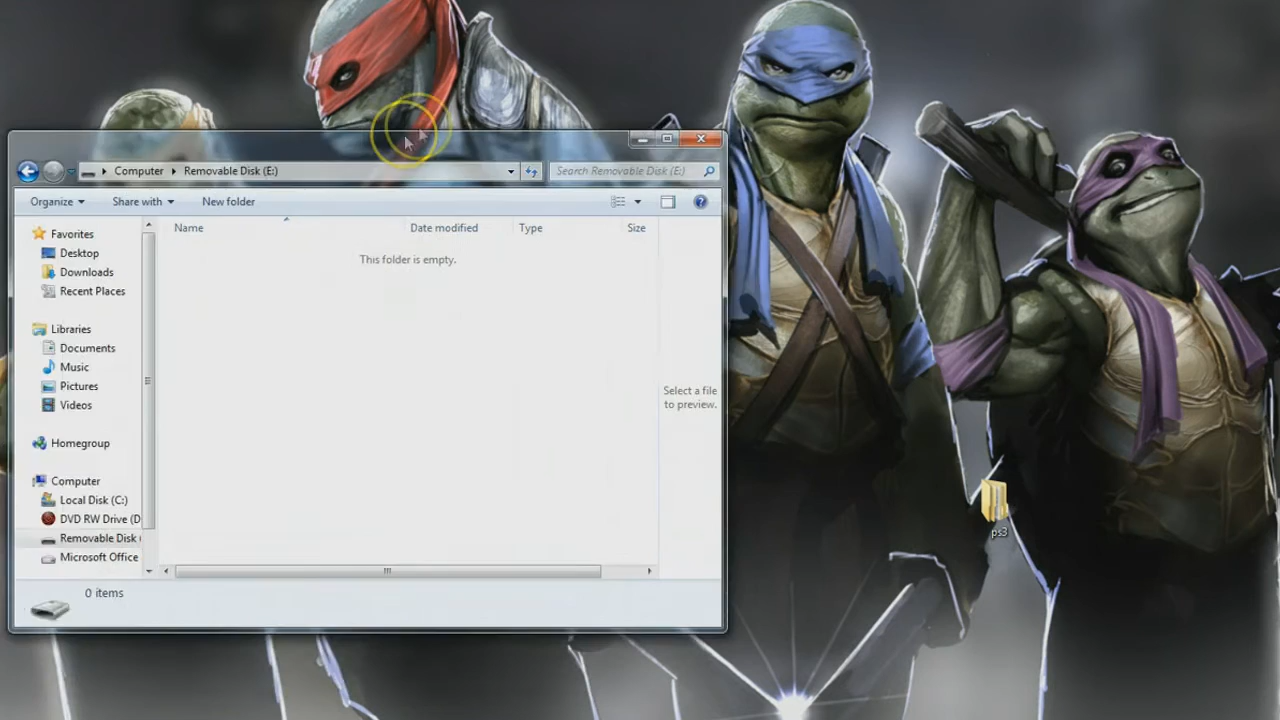 Computer Removable Disk (E:)
Search Removable Disk (E:)
Organize Share with New folder
Name Date modified Type Size
This folder is empty.
Favorites
Desktop
Downloads
Recent Places
Libraries
Documents
Music
Pictures
Videos
Select a file
to preview.
Homegroup
Computer
Local Disk (C:)
DVD RW Drive (D
Removable Disk (
Microsoft Office
0 items
ps3